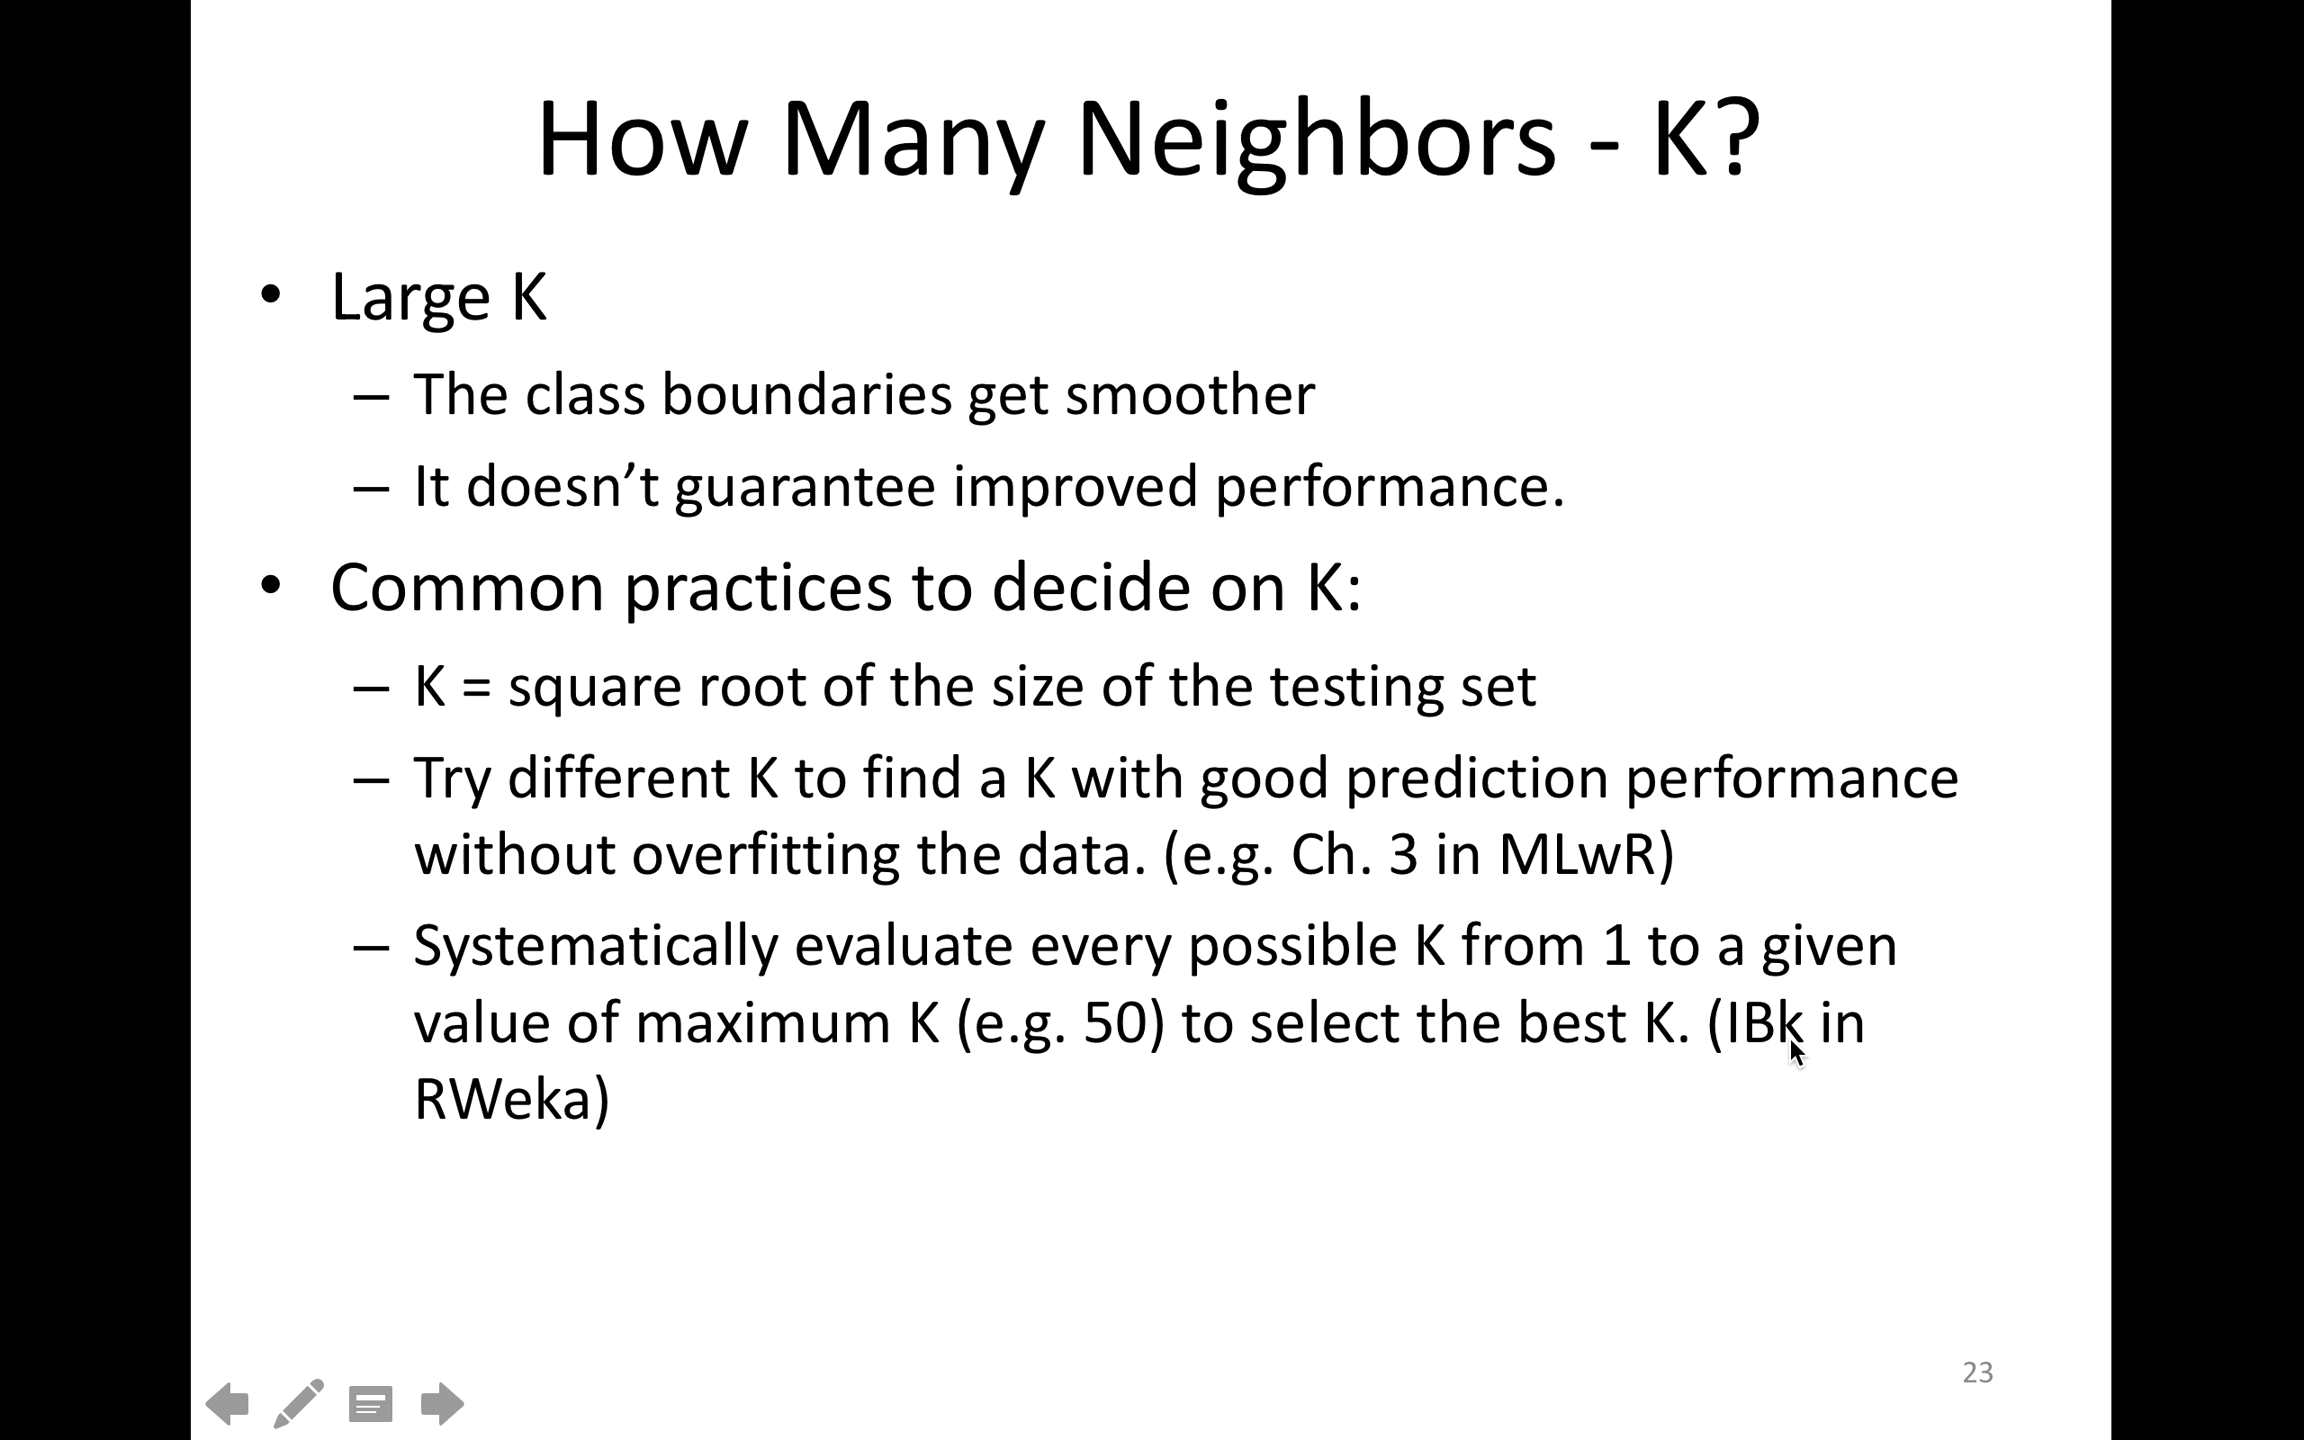 How Many Neighbors - K?
• Large K
– The class boundaries get smoother
– It doesn’t guarantee improved performance.
• Common practices to decide on K:
– K = square root of the size of the testing set
– Try different K to find a K with good prediction performance
without overfitting the data. (e.g. Ch. 3 in MLwR)
– Systematically evaluate every possible K from 1 to a given
value of maximum K (e.g. 50) to select the best K. (IBk in
RWeka)
23